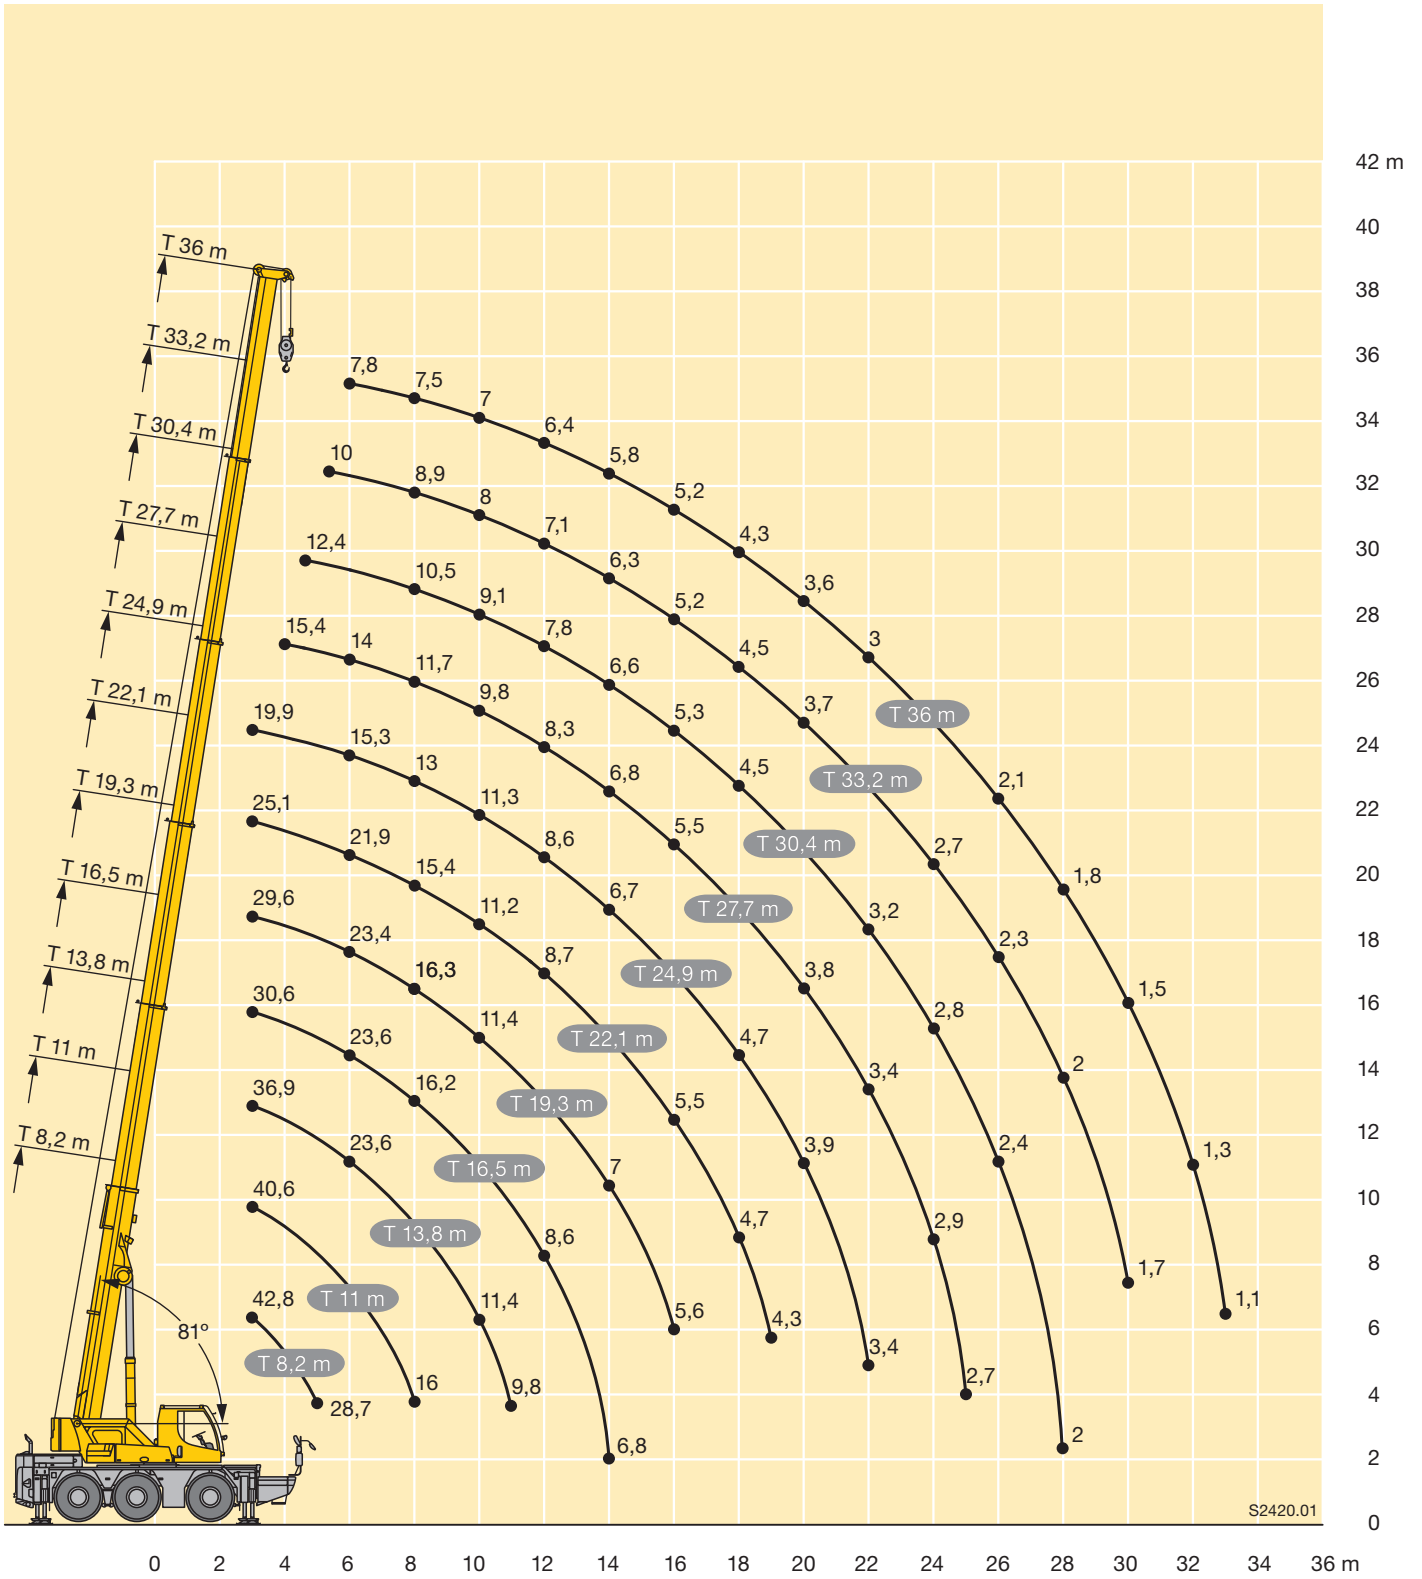 42 m
40
T 36 m
38
T 33,2 m
36
7,8 7,5 7
34
T 30,4 m
6,4
10 8,9 5,8
32
8 5,2
T 27,7 m
7,1 4,3
12,4 10,5 6,3
30
9,1 5,2 3,6
T 24,9 m
7,8 4,5 3
28
15,4 14 11,7 6,6
26
9,8 5,3 3,7 T 36 m
T 22,1 m
19,9 15,3 13 8,3 4,5 T 33,2 m 2,1
24
T 19,3 m
11,3 6,8
22
25,1 21,9 8,6 5,5 T 30,4 m 2,7
T 16,5 m
15,4 1,8
20
29,6 11,2 6,7 T 27,7 m 3,2 2,3
23,4 8,7
18
T 13,8 m
16,3 T 24,9 m 3,8 1,5
30,6 2,8
16
T 11 m
23,6 11,4 T 22,1 m 4,7
36,9 16,2 3,4 2
14
T 8,2 m
T 19,3 m 5,5
23,6 3,9 2,4 1,3
12
40,6 T 16,5 m 7
10
T 13,8 m 8,6 4,7 2,9
8
42,8 T 11 m 11,4 1,7
81°
5,6 4,3 1,1
6
T 8,2 m 3,4
28,7 16 9,8 2,7
4
6,8 2
2
S2420.01
0
0 2 4 6 8 10 12 14 16 18 20 22 24 26 28 30 32 34 36 m